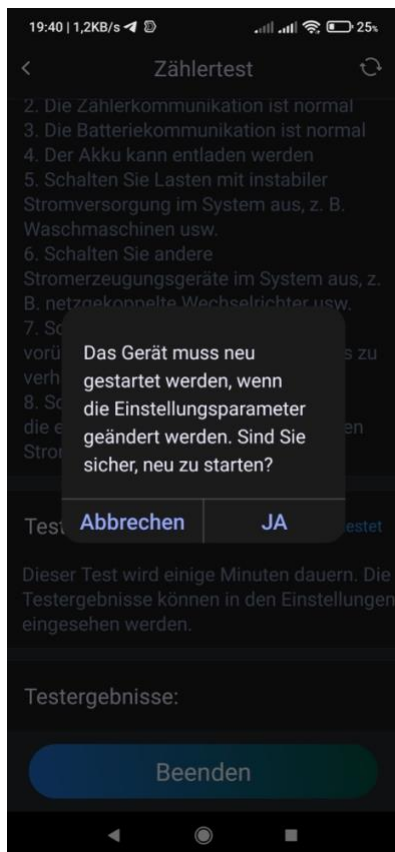 19:40 | 1,2KB/s 25%
Zählertest
2. Die Zählerkommunikation ist normal
3. Die Batteriekommunikation ist normal
4. Der Akku kann entladen werden
5. Schalten Sie Lasten mit instabiler
Stromversorgung im System aus, z. B.
Waschmaschinen usw.
6. Schalten Sie andere
Stromerzeugungsgeräte im System aus, z.
B. netzgekoppelte Wechselrichter usw.
7.
zu
8.
die
Das Gerät muss neu
gestartet werden, wenn
die Einstellungsparameter
geändert werden. Sind Sie
sicher, neu zu starten?
Abbrechen JA
Dieser Test wird einige Minuten dauern. Die
Testergebnisse können in den Einstellungen
eingesehen werden.
Testergebnisse:
Beenden